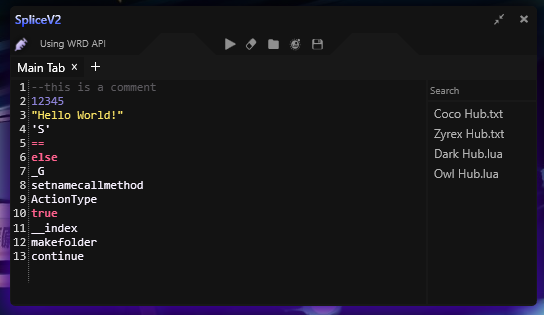 SpliceV2
Using WRD API
Main Tab × +
1 --this is a comment
2 12345
3 "Hello World!"
4 'S'
5 ==
6 else
7 _G
8 setnamecallmethod
9 ActionType
10 true
11 __index
12 makefolder
13 continue
Search
Coco Hub.txt
Zyrex Hub.txt
Dark Hub.lua
Owl Hub.lua